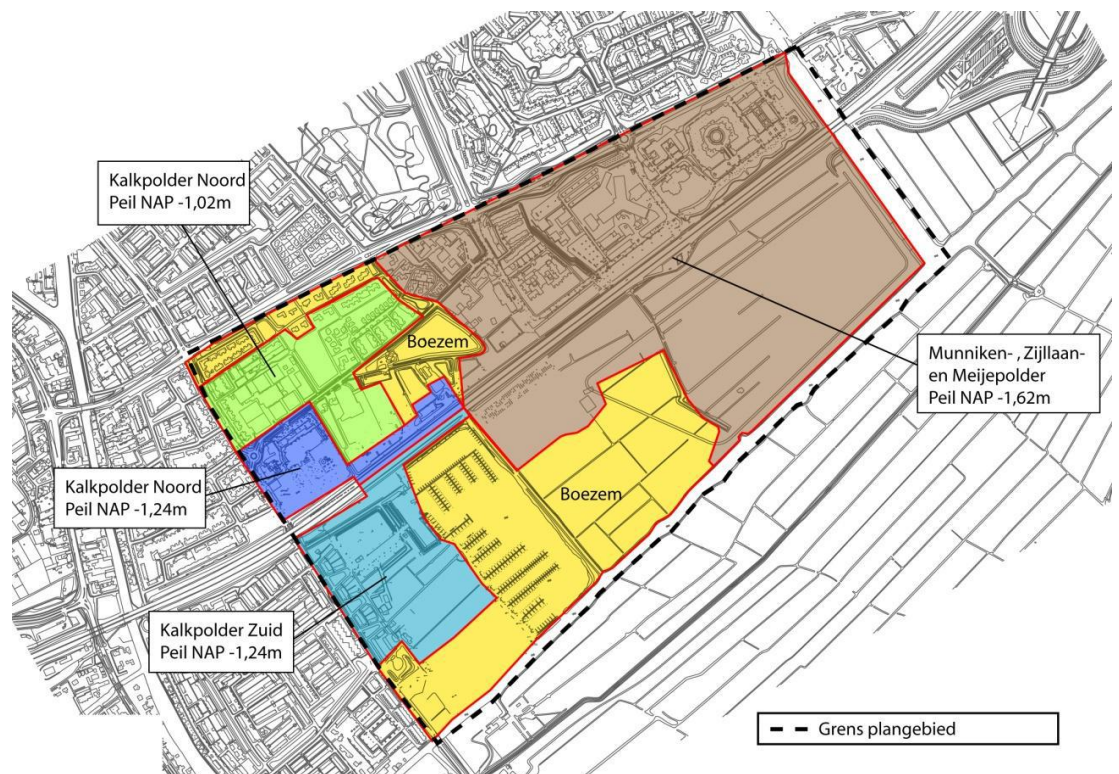 Kalkpolder Noord
Peil NAP -1,02m
Boezem
Munniken- , Zijllaan-
en Meijepolder
Peil NAP -1,62m
Kalkpolder Noord
Peil NAP -1,24m
Boezem
Kalkpolder Zuid
Peil NAP -1,24m
Grens plangebied